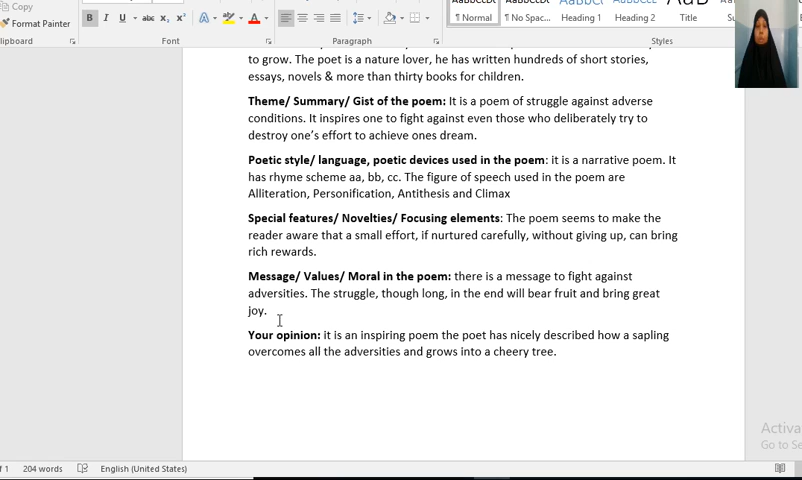 Copy
Format Painter
lipboard
B I U abc x₂ x²
A
Font
Paragraph
¶ Normal
¶ No Spac...
Heading 1
Heading 2
Title
Styles
to grow. The poet is a nature lover, he has written hundreds of short stories,
essays, novels & more than thirty books for children.
Theme/ Summary/ Gist of the poem: It is a poem of struggle against adverse
conditions. It inspires one to fight against even those who deliberately try to
destroy one’s effort to achieve ones dream.
Poetic style/ language, poetic devices used in the poem: it is a narrative poem. It
has rhyme scheme aa, bb, cc. The figure of speech used in the poem are
Alliteration, Personification, Antithesis and Climax
Special features/ Novelties/ Focusing elements: The poem seems to make the
reader aware that a small effort, if nurtured carefully, without giving up, can bring
rich rewards.
Message/ Values/ Moral in the poem: there is a message to fight against
adversities. The struggle, though long, in the end will bear fruit and bring great
joy.
Your opinion: it is an inspiring poem the poet has nicely described how a sapling
overcomes all the adversities and grows into a cheery tree.
Activa
Go to Se
f 1
204 words
English (United States)